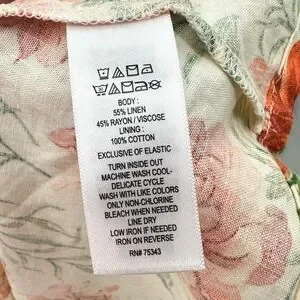 BODY:
55% LINEN
45% RAYON / VISCOSE
LINING:
100% COTTON
EXCLUSIVE OF ELASTIC
TURN INSIDE OUT
MACHINE WASH COOL-
DELICATE CYCLE
WASH WITH LIKE COLORS
ONLY NON-CHLORINE
BLEACH WHEN NEEDED
LINE DRY
LOW IRON IF NEEDED
IRON ON REVERSE
RN# 75343